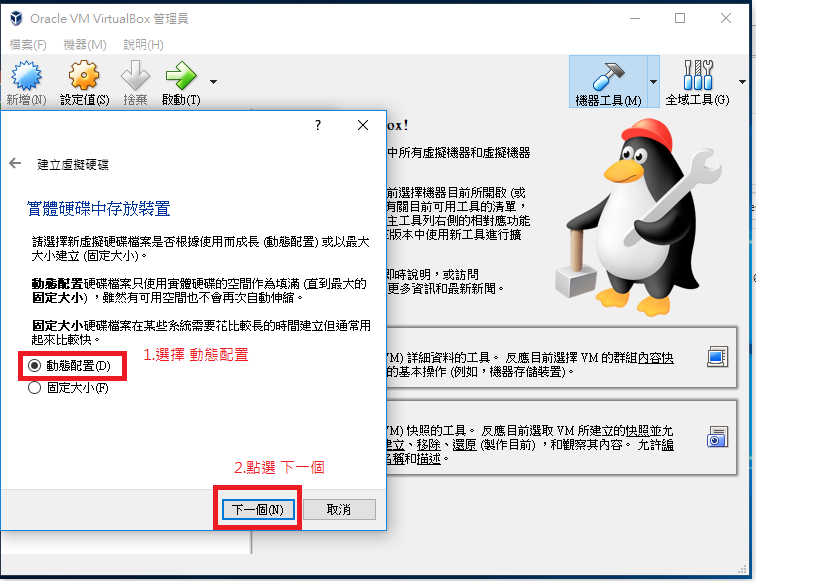 Oracle VM VirtualBox 管理員
檔案(F) 機器(M) 說明(H)
新增(N) 設定值(S) 捨棄 啟動(T) 機器工具(M) 全域工具(G)
?
建立虛擬硬碟
實體硬碟中存放裝置
請選擇新虛擬硬碟檔案是否根據使用而成長 (動態配置) 或以最大
大小建立 (固定大小)。
動態配置硬碟檔案只使用實體硬碟的空間作為填滿 (直到最大的
固定大小) ，雖然有可用空間也不會再次自動伸縮。
固定大小硬碟檔案在某些系統需要花比較長的時間建立但通常用
起來比較快。
動態配置(D)
1.選擇 動態配置
固定大小(F)
2.點選 下一個
下一個(N) 取消
ox!
中所有虛擬機器和虛擬機器
前選擇機器目前所開啟 (或
有關目前可用工具的清單，
主工具列右側的相對應功能
版本中使用新工具進行擴
即時說明，或訪問
更多資訊和最新新聞。
VM) 詳細資料的工具。 反應目前選擇 VM 的群組內容快
的基本操作 (例如，機器存儲裝置)。
VM) 快照的工具。 反應目前選取 VM 所建立的快照並允
建立、移除、還原 (製作目前) ，和觀察其內容。 允許編
名稱和描述。